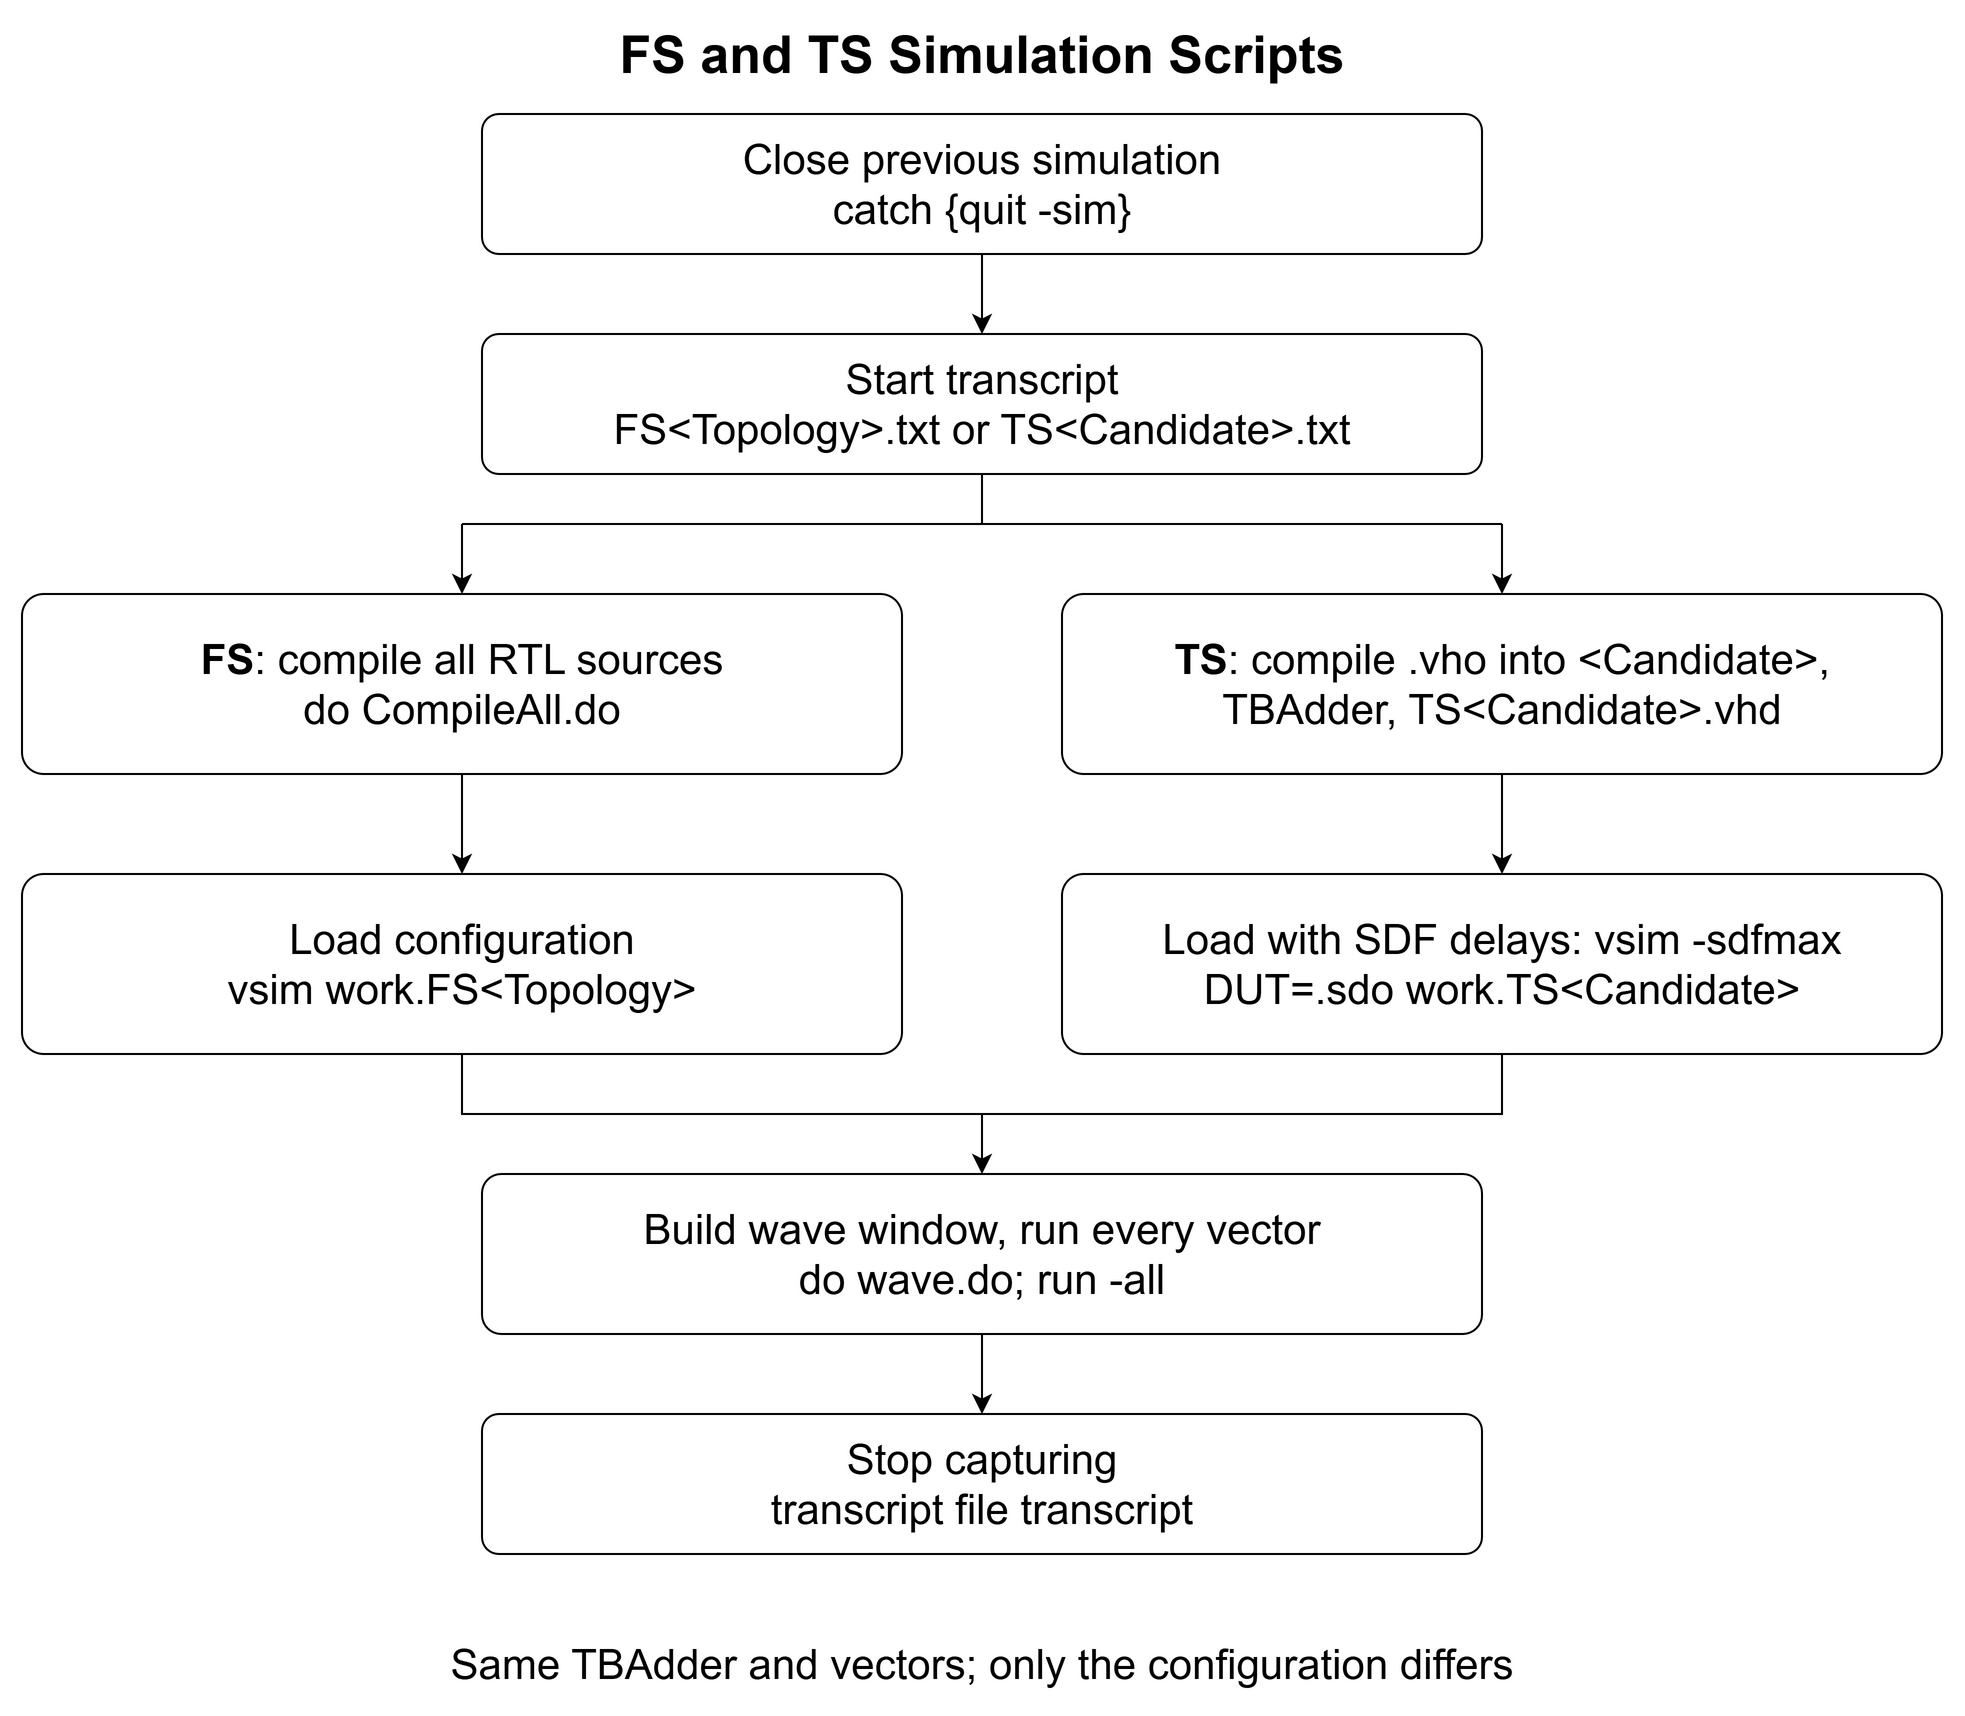 FS and TS Simulation Scripts
Close previous simulation
catch {quit -sim}
Start transcript
FS<Topology>.txt or TS<Candidate>.txt
FS: compile all RTL sources
do CompileAll.do
TS: compile .vho into <Candidate>,
TBAdder, TS<Candidate>.vhd
Load configuration
vsim work.FS<Topology>
Load with SDF delays: vsim -sdfmax
DUT=.sdo work.TS<Candidate>
Build wave window, run every vector
do wave.do; run -all
Stop capturing
transcript file transcript
Same TBAdder and vectors; only the configuration differs